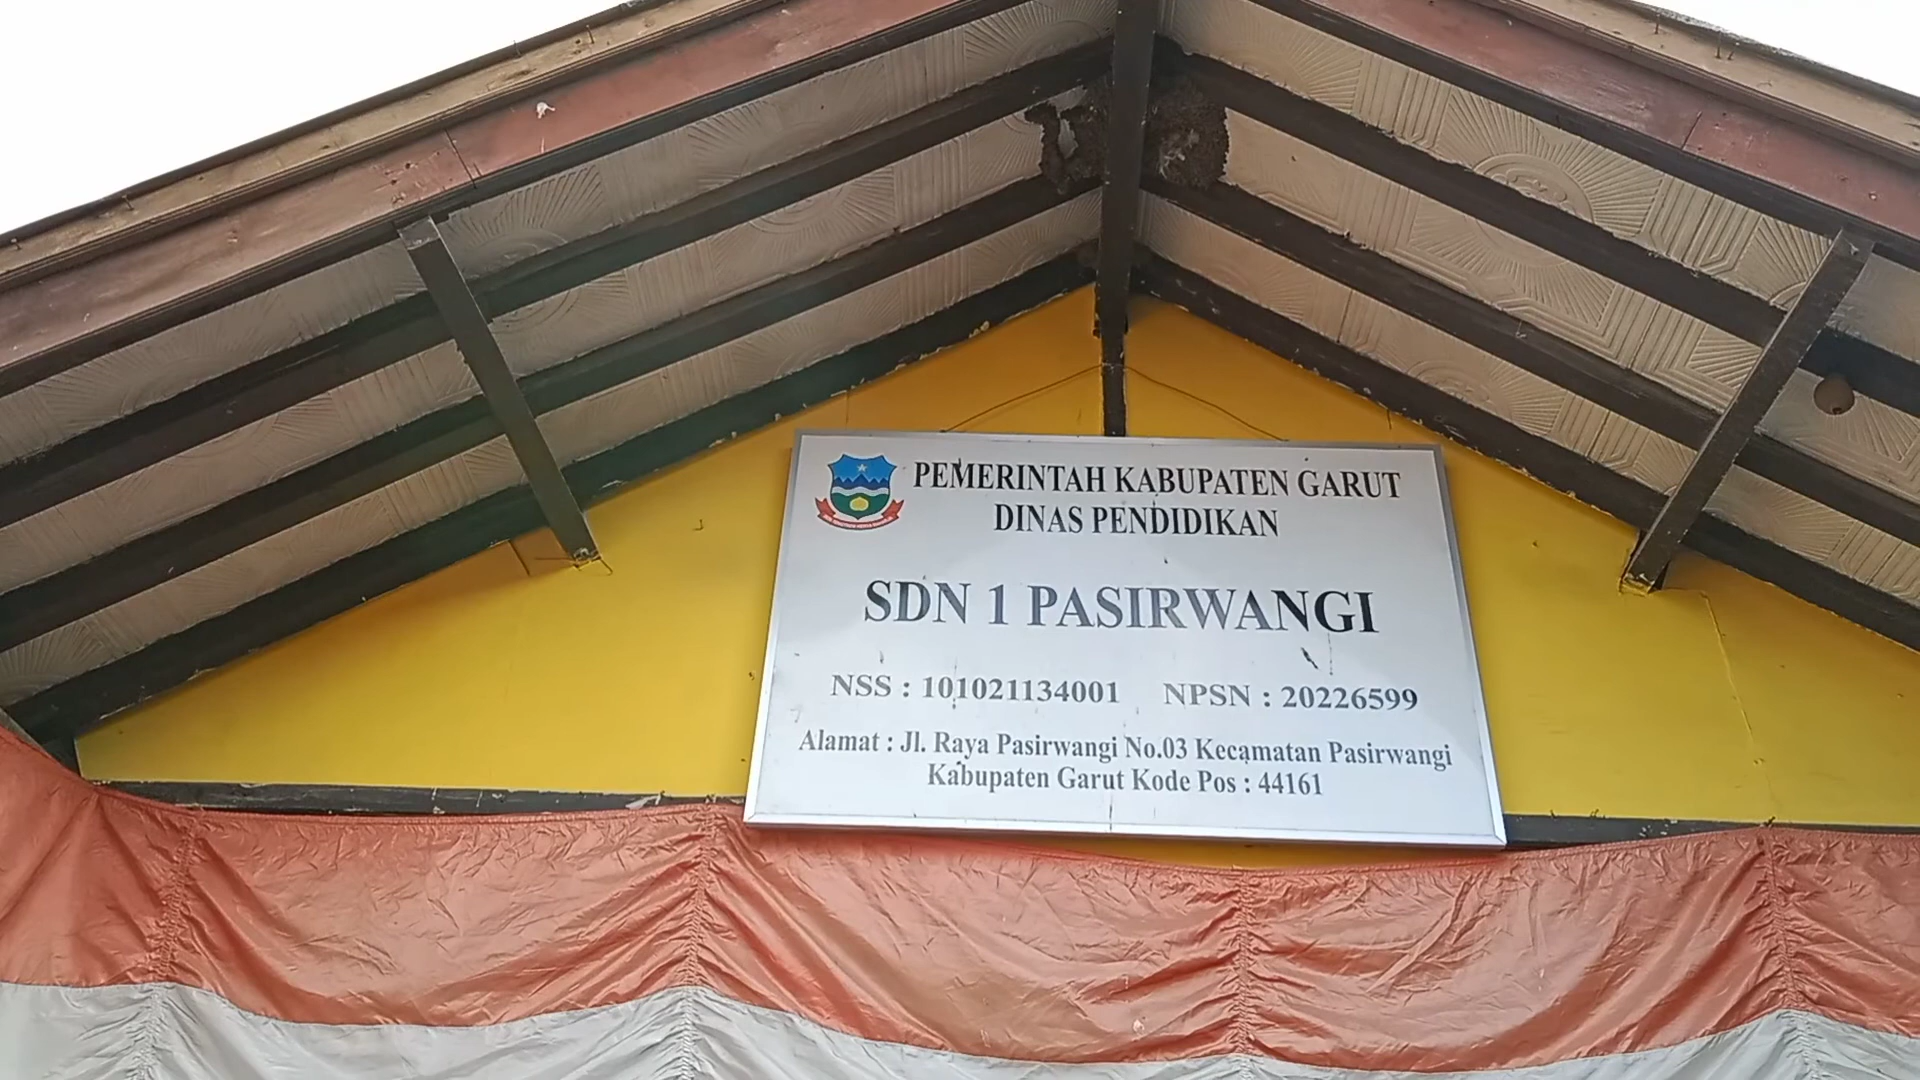 PEMERINTAH KABUPATEN GARUT
DINAS PENDIDIKAN
SDN 1 PASIRWANGI
NSS : 101021134001 NPSN : 20226599
Alamat : Jl. Raya Pasirwangi No.03 Kecamatan Pasirwangi
Kabupaten Garut Kode Pos : 44161